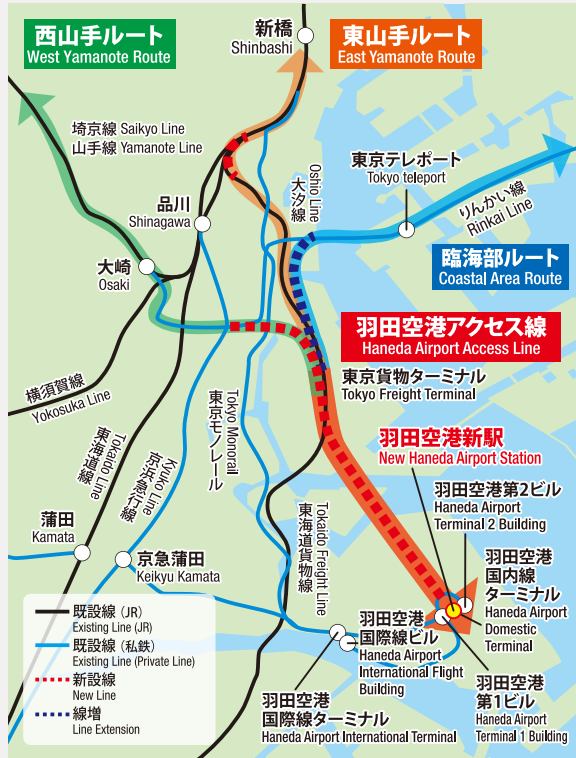 西山手ルート
West Yamanote Route
新橋
Shinbashi
東山手ルート
East Yamanote Route
埼京線 Saikyo Line
山手線 Yamanote Line
品川
Shinagawa
大崎
Osaki
Oshio Line
大汐線
東京テレポート
Tokyo teleport
りんかい線
Rinkai Line
臨海部ルート
Coastal Area Route
羽田空港アクセス線
Haneda Airport Access Line
東京貨物ターミナル
Tokyo Freight Terminal
横須賀線
Yokosuka Line
Tokaido Line
東海道線
Kyuko Line
京浜急行線
Tokyo Monorail
東京モノレール
羽田空港新駅
New Haneda Airport Station
羽田空港第2ビル
Haneda Airport
Terminal 2 Building
羽田空港
国内線
ターミナル
Haneda Airport
Domestic
Terminal
Tokaido Freight Line
東海道貨物線
蒲田
Kamata
京急蒲田
Keikyu Kamata
羽田空港
国際線ビル
Haneda Airport
International Flight
Building
羽田空港
第1ビル
Haneda Airport
Terminal 1 Building
羽田空港
国際線ターミナル
Haneda Airport International Terminal
既設線 (JR)
Existing Line (JR)
既設線 (私鉄)
Existing Line (Private Line)
新設線
New Line
線増
Line Extension